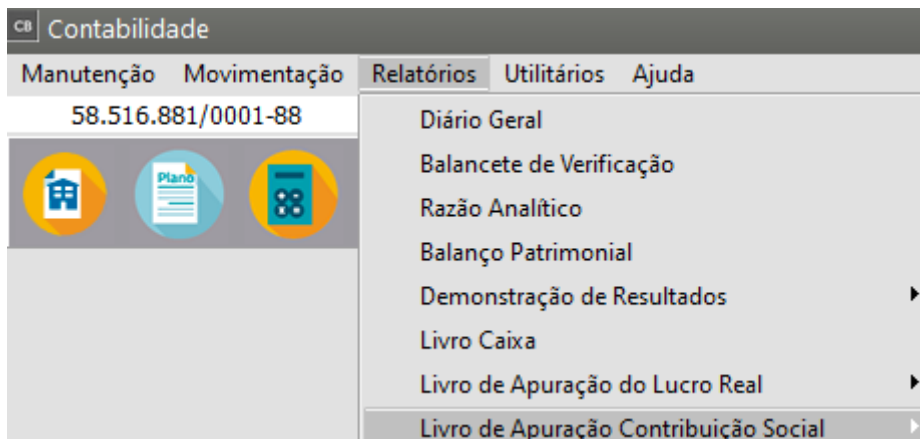 CB Contabilidade
Manutenção Movimentação Relatórios Utilitários Ajuda
58.516.881/0001-88
Plano
Diário Geral
Balancete de Verificação
Razão Analítico
Balanço Patrimonial
Demonstração de Resultados
Livro Caixa
Livro de Apuração do Lucro Real
Livro de Apuração Contribuição Social